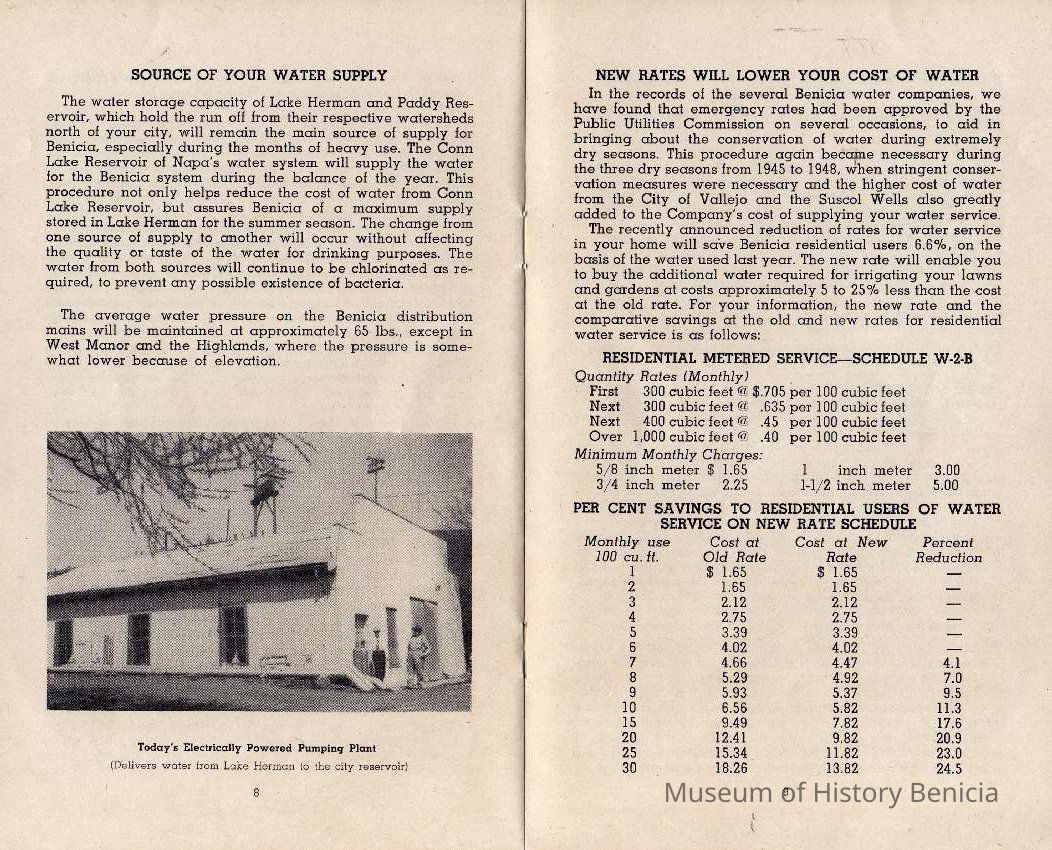 SOURCE OF YOUR WATER SUPPLY
The water storage capacity of Lake Herman and Paddy Res-
ervoir, which hold the run off from their respective watersheds
north of your city, will remain the main source of supply for
Benicia, especially during the months of heavy use. The Conn
Lake Reservoir of Napa's water system will supply the water
for the Benicia system during the balance of the year. This
procedure not only helps reduce the cost of water from Conn
Lake Reservoir, but assures Benicia of a maximum supply
stored in Lake Herman for the summer season. The change from
one source of supply to another will occur without affecting
the quality or taste of the water for drinking purposes. The
water from both sources will continue to be chlorinated as re-
quired, to prevent any possible existence of bacteria.
The average water pressure on the Benicia distribution
mains will be maintained at approximately 65 lbs., except in
West Manor and the Highlands, where the pressure is some-
what lower because of elevation.
Today's Electrically Powered Pumping Plant
(Delivers water from Lake Herman to the city reservoir)
8
NEW RATES WILL LOWER YOUR COST OF WATER
In the records of the several Benicia water companies, we
have found that emergency rates had been approved by the
Public Utilities Commission on several occasions, to aid in
bringing about the conservation of water during extremely
dry seasons. This procedure again became necessary during
the three dry seasons from 1945 to 1948, when stringent conser-
vation measures were necessary and the higher cost of water
from the City of Vallejo and the Suscol Wells also greatly
added to the Company's cost of supplying your water service.
The recently announced reduction of rates for water service
in your home will save Benicia residential users 6.6%, on the
basis of the water used last year. The new rate will enable you
to buy the additional water required for irrigating your lawns
and gardens at costs approximately 5 to 25% less than the cost
at the old rate. For your information, the new rate and the
comparative savings at the old and new rates for residential
water service is as follows:
RESIDENTIAL METERED SERVICE—SCHEDULE W-2-B
Quantity Rates (Monthly)
First 300 cubic feet @ $.705 per 100 cubic feet
Next 300 cubic feet @ .635 per 100 cubic feet
Next 400 cubic feet @ .45 per 100 cubic feet
Over 1,000 cubic feet @ .40 per 100 cubic feet
Minimum Monthly Charges:
5/8 inch meter $ 1.65 1 inch meter 3.00
3/4 inch meter 2.25 1-1/2 inch meter 5.00
PER CENT SAVINGS TO RESIDENTIAL USERS OF WATER
SERVICE ON NEW RATE SCHEDULE
Monthly use Cost at Cost at New Percent
100 cu. ft. Old Rate Rate Reduction
1 $ 1.65 $ 1.65 —
2 1.65 1.65 —
3 2.12 2.12 —
4 2.75 2.75 —
5 3.39 3.39 —
6 4.02 4.02 —
7 4.66 4.47 4.1
8 5.29 4.92 7.0
9 5.93 5.37 9.5
10 6.56 5.82 11.3
15 9.49 7.82 17.6
20 12.41 9.82 20.9
25 15.34 11.82 23.0
30 18.26 13.82 24.5
Museum of History Benicia